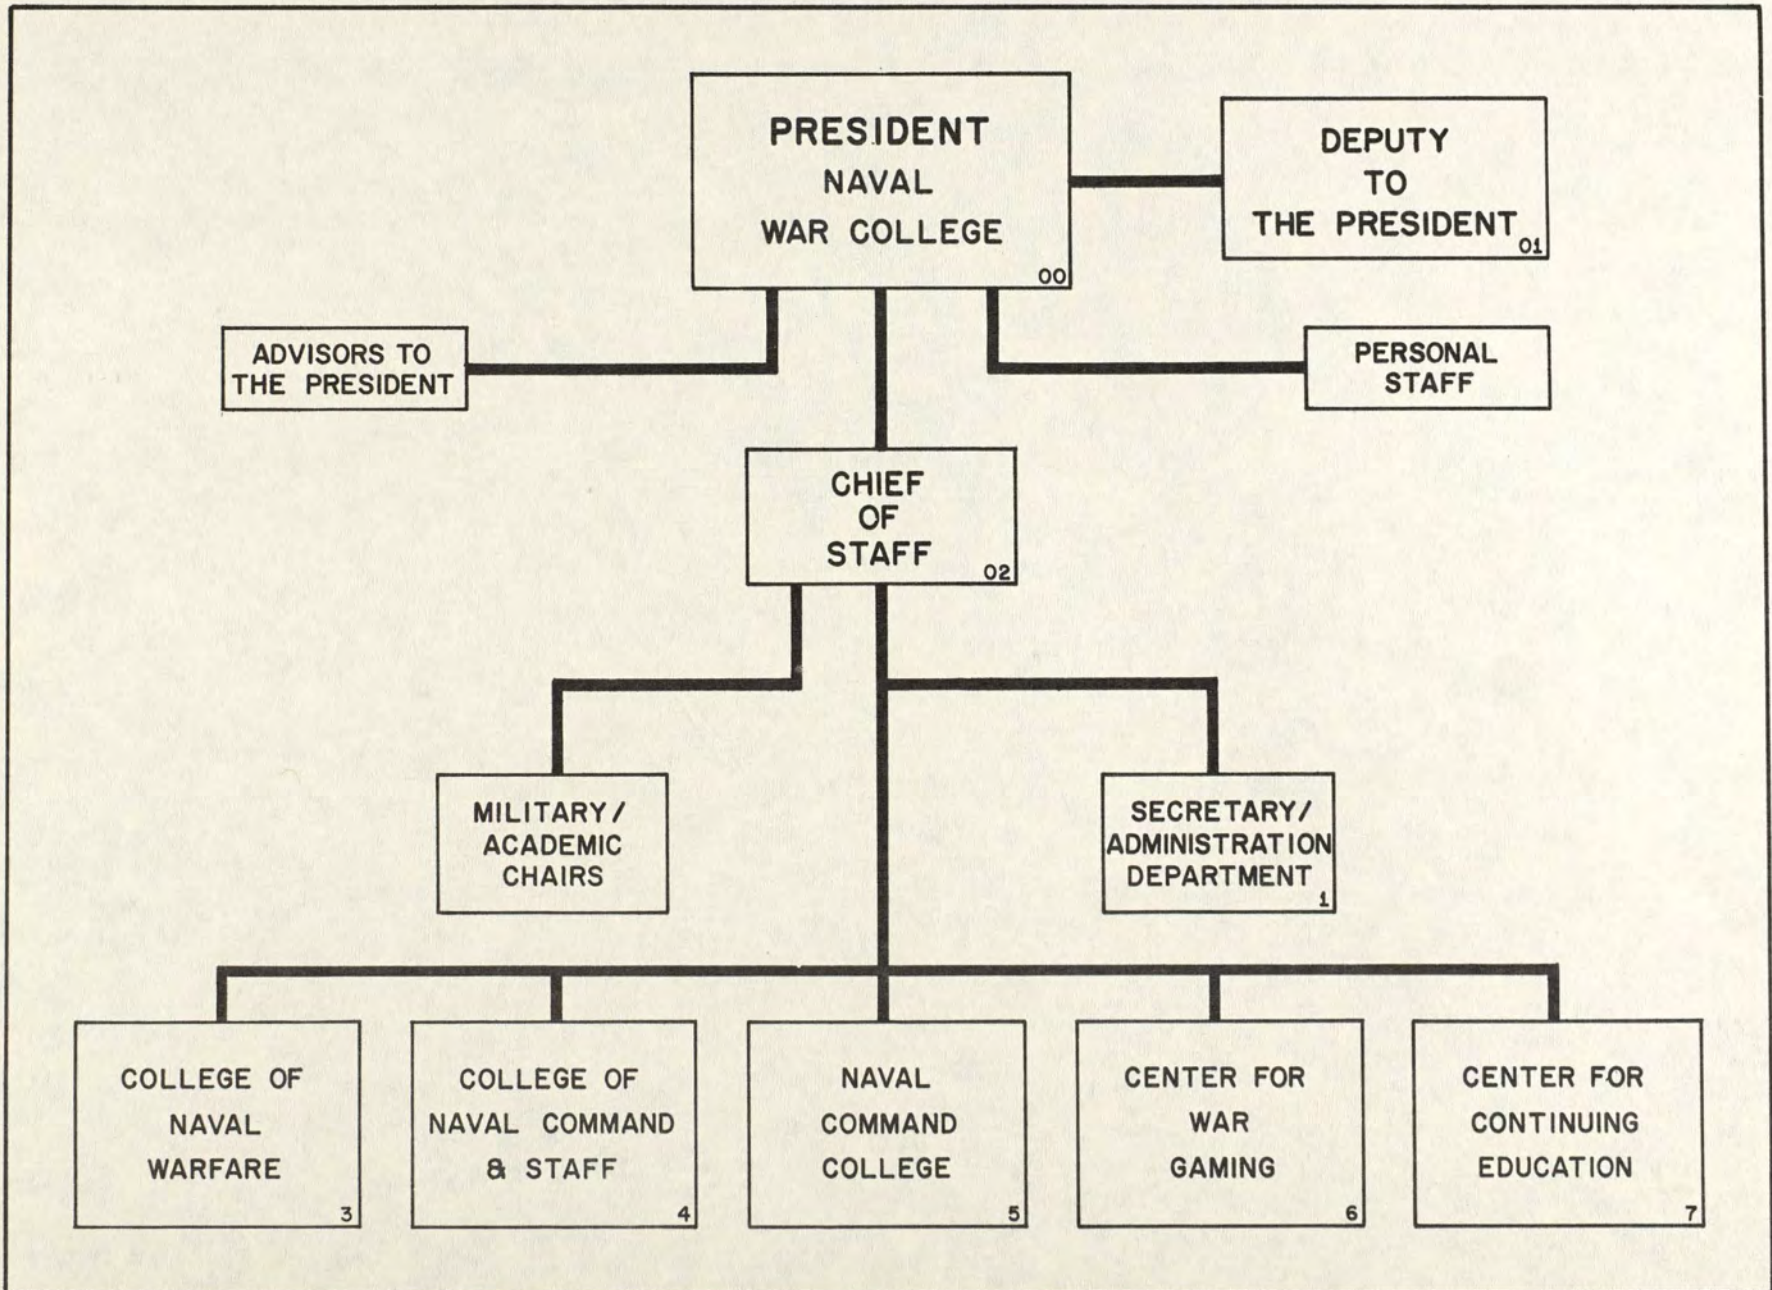 PRESIDENT
NAVAL
WAR COLLEGE
00
DEPUTY
TO
THE PRESIDENT
01
ADVISORS TO
THE PRESIDENT
PERSONAL
STAFF
CHIEF
OF
STAFF
02
MILITARY/
ACADEMIC
CHAIRS
SECRETARY/
ADMINISTRATION
DEPARTMENT
1
COLLEGE OF
NAVAL
WARFARE
3
COLLEGE OF
NAVAL COMMAND
& STAFF
4
NAVAL
COMMAND
COLLEGE
5
CENTER FOR
WAR
GAMING
6
CENTER FOR
CONTINUING
EDUCATION
7